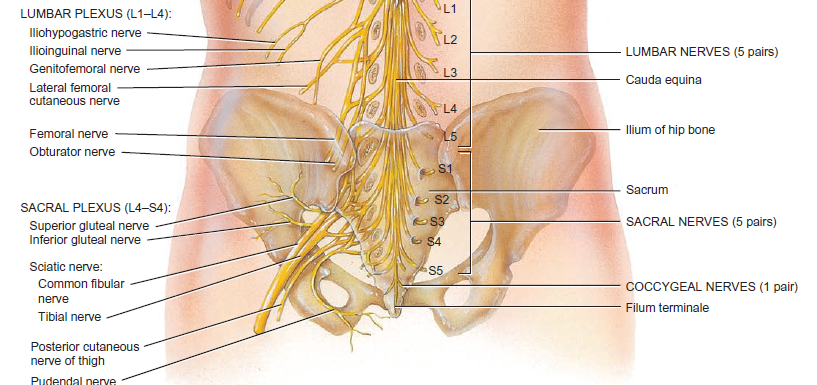 LUMBAR PLEXUS (L1–L4):
Iliohypogastric nerve
Ilioinguinal nerve
Genitofemoral nerve
Lateral femoral
cutaneous nerve
Femoral nerve
Obturator nerve
SACRAL PLEXUS (L4–S4):
Superior gluteal nerve
Inferior gluteal nerve
Sciatic nerve:
Common fibular
nerve
Tibial nerve
Posterior cutaneous
nerve of thigh
Pudendal nerve
L1
L2
L3
L4
L5
S1
S2
S3
S4
S5
LUMBAR NERVES (5 pairs)
Cauda equina
Ilium of hip bone
Sacrum
SACRAL NERVES (5 pairs)
COCCYGEAL NERVES (1 pair)
Filum terminale